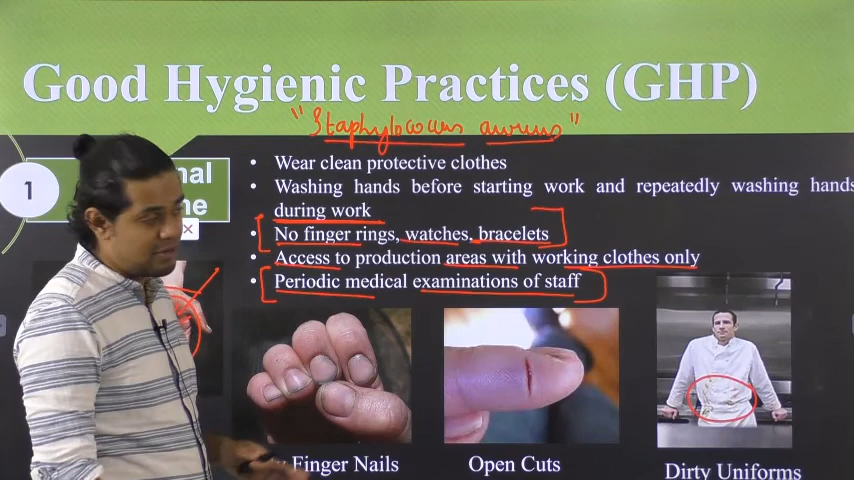 Good Hygienic Practices (GHP)
"Staphylococcus aureus"
1
• Wear clean protective clothes
• Washing hands before starting work and repeatedly washing hands
during work
• No finger rings, watches, bracelets
• Access to production areas with working clothes only
• Periodic medical examinations of staff
Finger Nails
Open Cuts
Dirty Uniforms